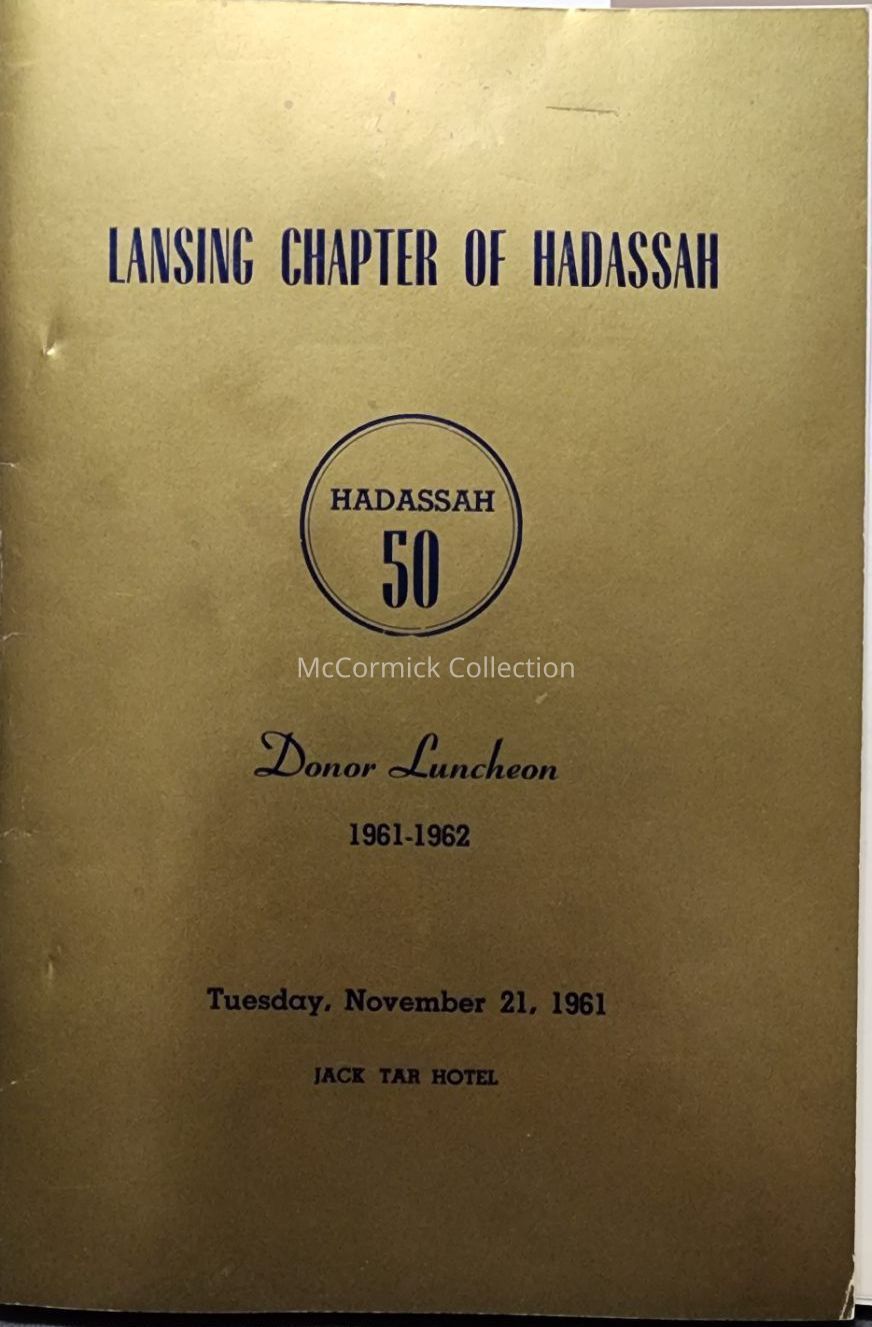 LANSING CHAPTER OF HADASSAH
HADASSAH
50
McCormick Collection
Donor Luncheon
1961-1962
Tuesday, November 21, 1961
JACK TAR HOTEL